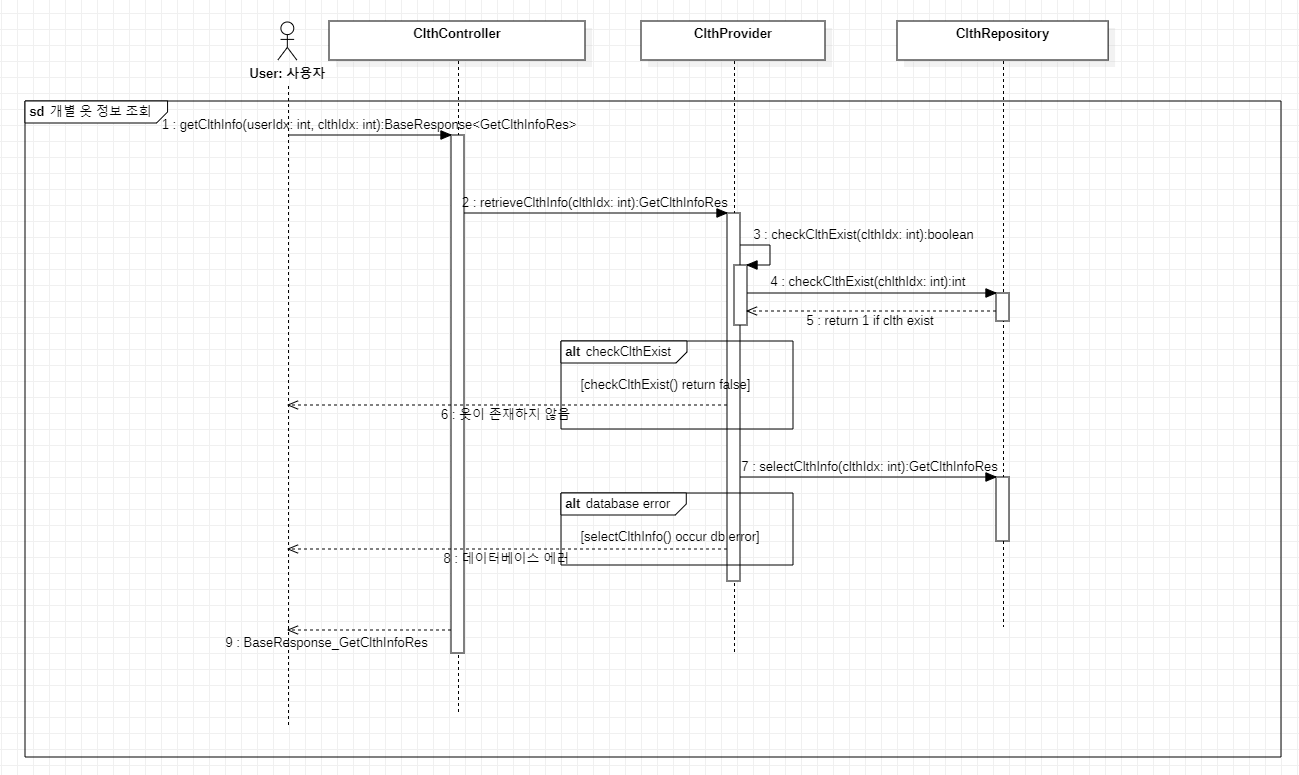 ClthController
ClthProvider
ClthRepository
User: 사용자
sd 개별 옷 정보 조회
1 : getClthInfo(userIdx: int, clthIdx: int):BaseResponse<GetClthInfoRes>
2 : retrieveClthInfo(clthIdx: int):GetClthInfoRes
3 : checkClthExist(clthIdx: int):boolean
4 : checkClthExist(chlthIdx: int):int
5 : return 1 if clth exist
alt checkClthExist
[checkClthExist() return false]
6 : 옷이 존재하지 않음
7 : selectClthInfo(clthIdx: int):GetClthInfoRes
alt database error
[selectClthInfo() occur db error]
8 : 데이터베이스 에러
9 : BaseResponse_GetClthInfoRes